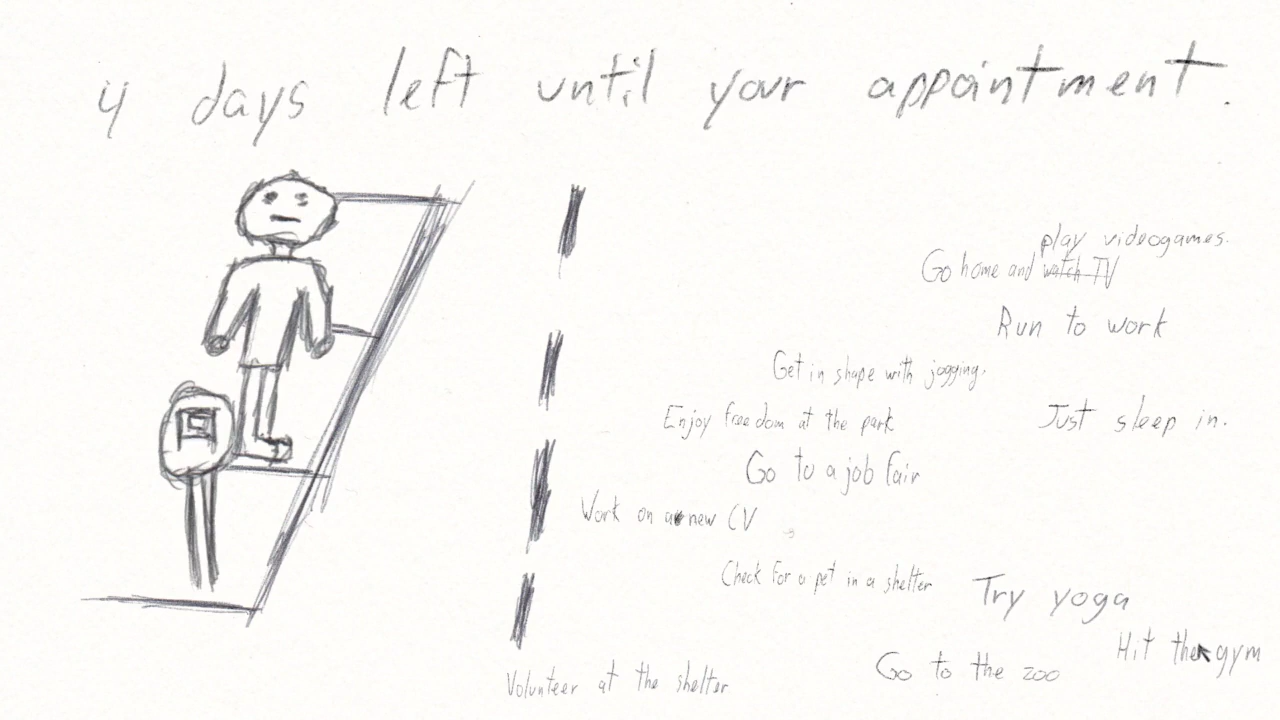 4 days left until your appointment.
play videogames.
Go home and watch TV
Run to work
Get in shape with jogging.
Enjoy freedom at the park
Just sleep in.
Go to a job fair
Work on a new CV
Check for a pet in a shelter
Try yoga
Hit the gym
Go to the zoo
Volunteer at the shelter